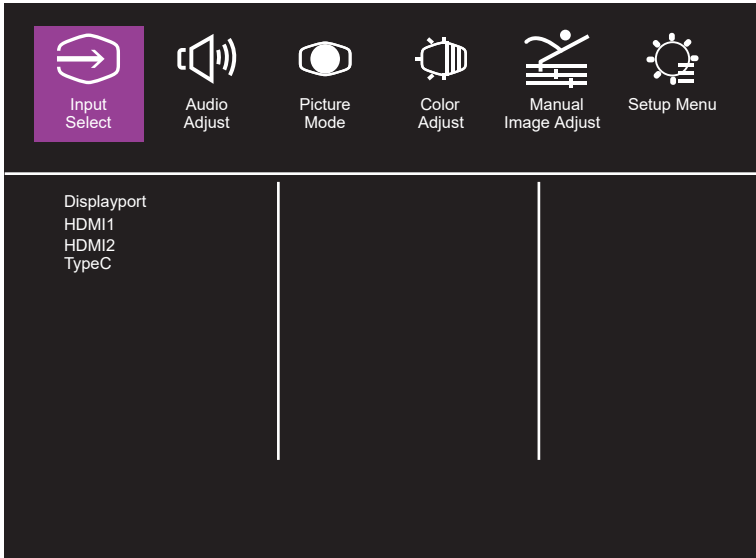 Input
Select
Audio
Adjust
Picture
Mode
Color
Adjust
Manual
Image Adjust
Setup Menu
Displayport
HDMI1
HDMI2
TypeC